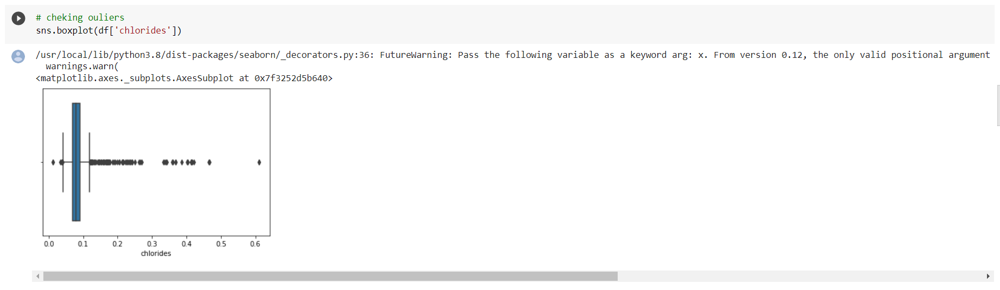 # cheking ouliers
sns.boxplot(df['chlorides'])
/usr/local/lib/python3.8/dist-packages/seaborn/_decorators.py:36: FutureWarning: Pass the following variable as a keyword arg: x. From version 0.12, the only valid positional argument
warnings.warn(
<matplotlib.axes._subplots.AxesSubplot at 0x7f3252d5b640>
0.0 0.1 0.2 0.3 0.4 0.5 0.6
chlorides